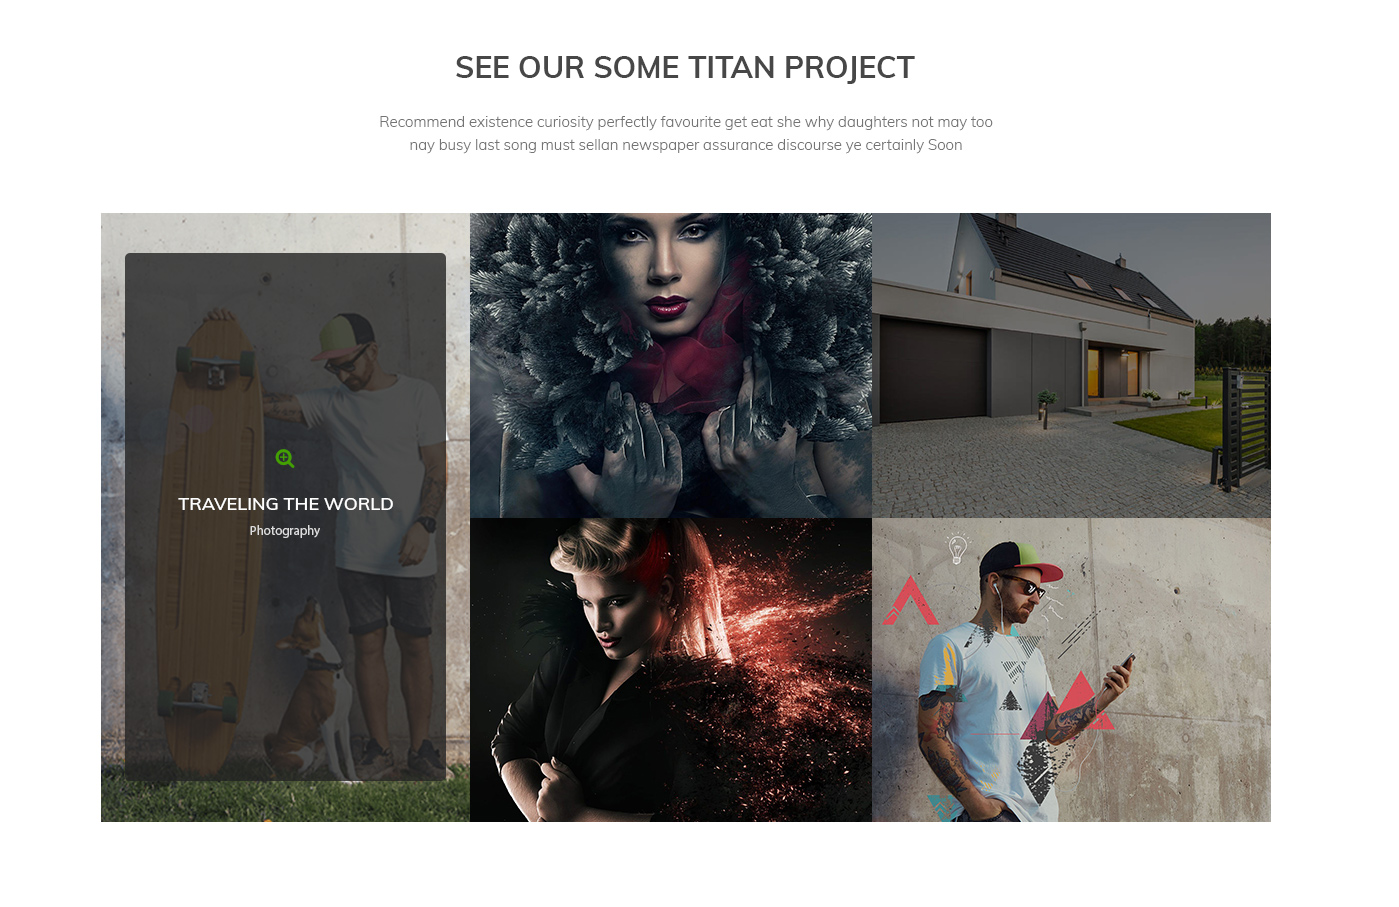 SEE OUR SOME TITAN PROJECT
Recommend existence curiosity perfectly favourite get eat she why daughters not may too
nay busy last song must sellan newspaper assurance discourse ye certainly Soon
TRAVELING THE WORLD
Photography